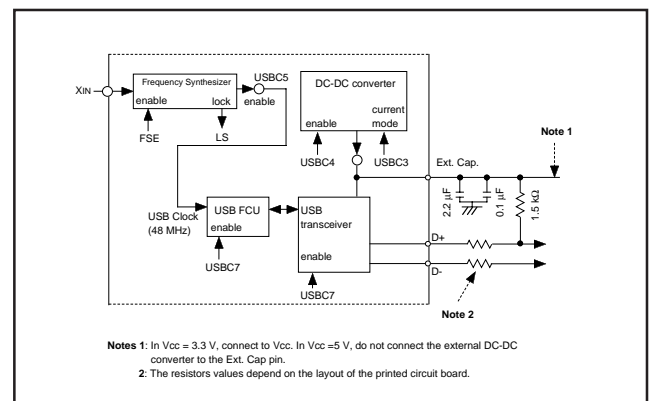 Frequency Synthesizer
USBC5
DC-DC converter
XIN
enable
lock
enable
current
mode
enable
FSE
LS
Note 1
USBC4
USBC3
Ext. Cap.
2.2 µF
0.1 µF
1.5 kΩ
USB Clock
(48 MHz)
USB FCU
enable
USB
transceiver
enable
D+
D-
USBC7
USBC7
Note 2
Notes 1: In Vcc = 3.3 V, connect to Vcc. In Vcc =5 V, do not connect the external DC-DC
converter to the Ext. Cap pin.
2: The resistors values depend on the layout of the printed circuit board.